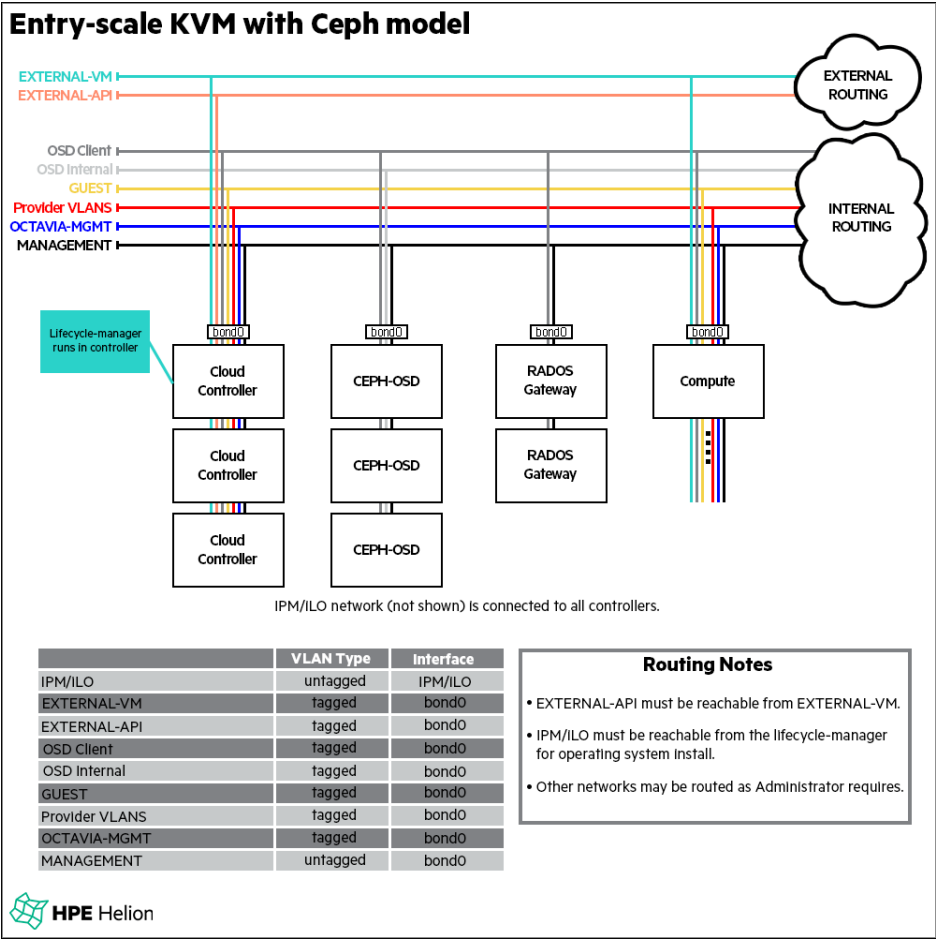 Entry-scale KVM with Ceph model
EXTERNAL-VM
EXTERNAL-API
EXTERNAL
ROUTING
OSD Client
OSD Internal
GUEST
Provider VLANS
OCTAVIA-MGMT
MANAGEMENT
INTERNAL
ROUTING
Lifecycle-manager
runs in controller
bond0
bond0
bond0
bond0
Cloud
Controller
CEPH-OSD
RADOS
Gateway
Compute
Cloud
Controller
CEPH-OSD
RADOS
Gateway
Cloud
Controller
CEPH-OSD
IPM/ILO network (not shown) is connected to all controllers.
VLAN Type Interface
IPM/ILO untagged IPM/ILO
EXTERNAL-VM tagged bond0
EXTERNAL-API tagged bond0
OSD Client tagged bond0
OSD Internal tagged bond0
GUEST tagged bond0
Provider VLANS tagged bond0
OCTAVIA-MGMT tagged bond0
MANAGEMENT untagged bond0
Routing Notes
• EXTERNAL-API must be reachable from EXTERNAL-VM.
• IPM/ILO must be reachable from the lifecycle-manager
for operating system install.
• Other networks may be routed as Administrator requires.
HPE Helion